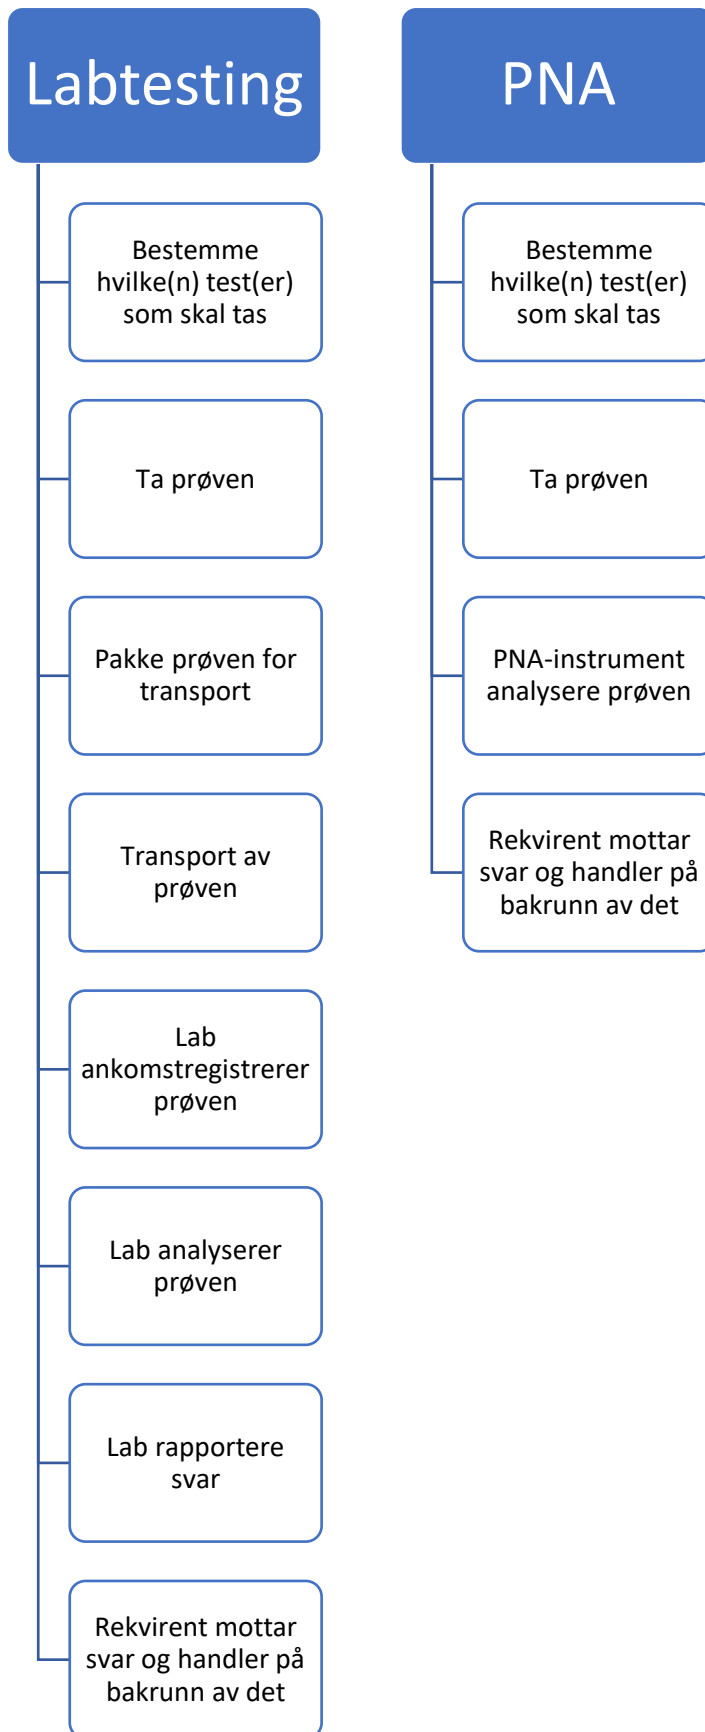 Labtesting
Bestemme
hvilke(n) test(er)
som skal tas
Ta prøven
Pakke prøven for
transport
Transport av
prøven
Lab
ankomstregistrerer
prøven
Lab analyserer
prøven
Lab rapportere
svar
Rekvirent mottar
svar og handler på
bakrunn av det
PNA
Bestemme
hvilke(n) test(er)
som skal tas
Ta prøven
PNA-instrument
analysere prøven
Rekvirent mottar
svar og handler på
bakrunn av det